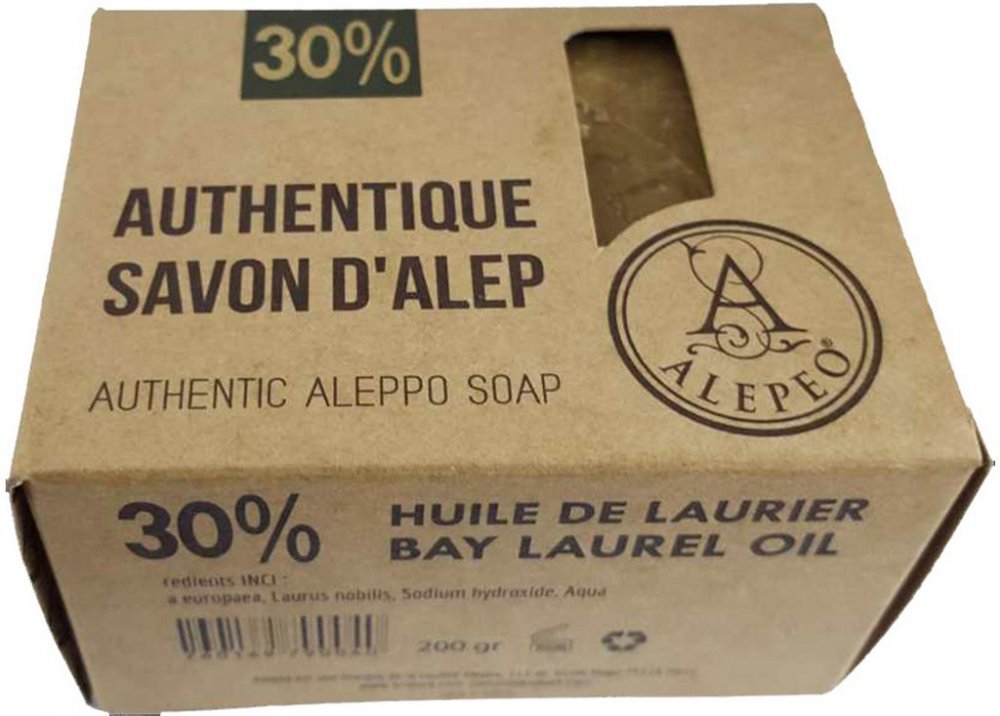 30%
AUTHENTIQUE
SAVON D'ALEP
AUTHENTIC ALEPPO SOAP
A
ALEPEO®
30%
HUILE DE LAURIER
BAY LAUREL OIL
redients INCI :
a europaea, Laurus nobilis, Sodium hydroxide, Aqua
200 gr